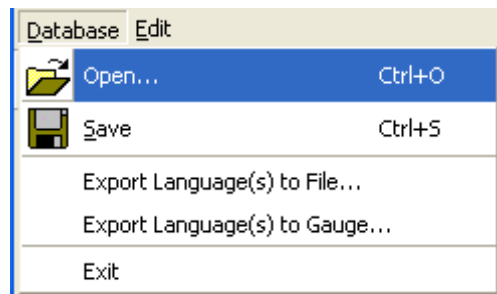 Database Edit
Open... Ctrl+O
Save Ctrl+S
Export Language(s) to File...
Export Language(s) to Gauge...
Exit